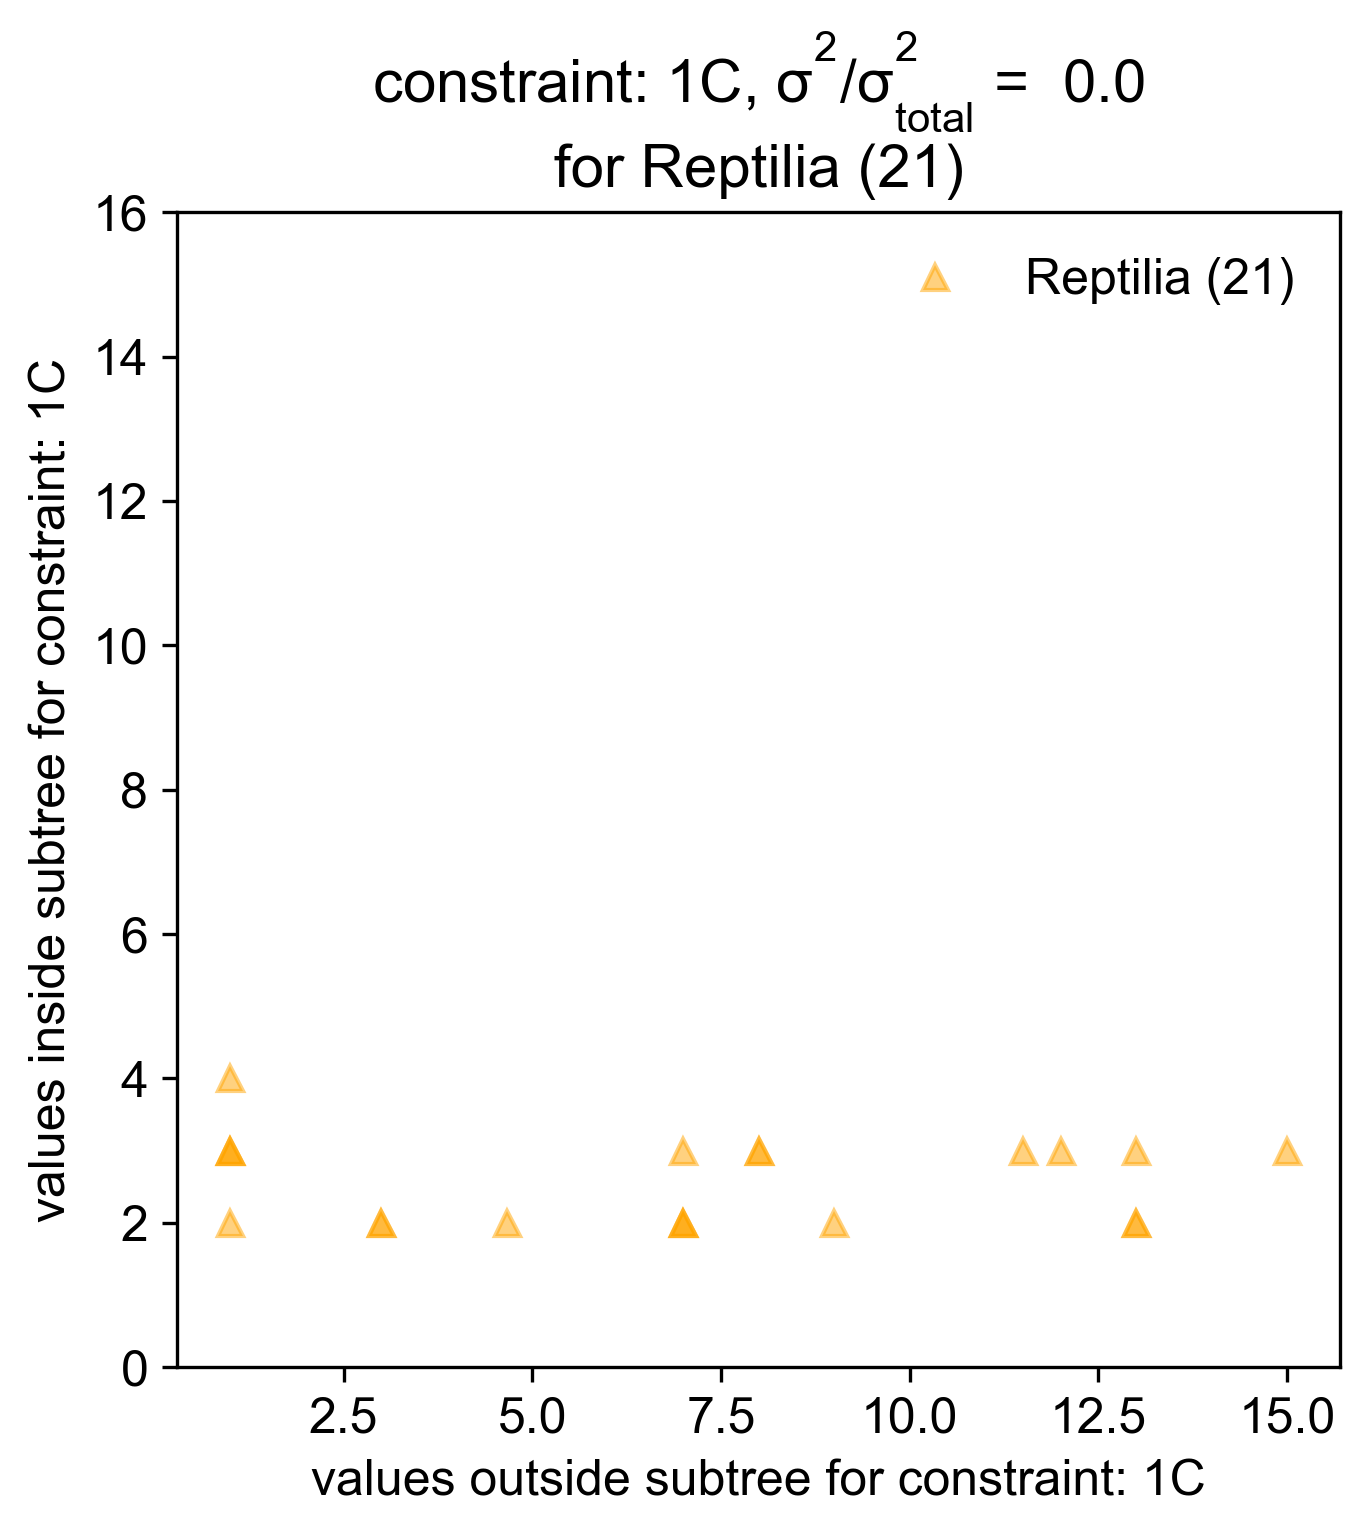 constraint: 1C, σ²/σ²total = 0.0
for Reptilia (21)
16
Reptilia (21)
14
12
10
8
6
4
2
0
values inside subtree for constraint: 1C
2.5 5.0 7.5 10.0 12.5 15.0
values outside subtree for constraint: 1C